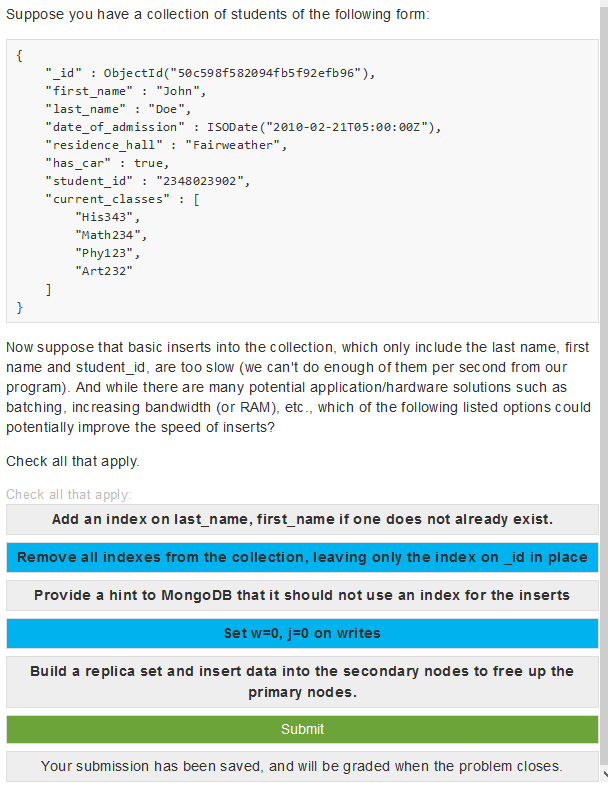 Suppose you have a collection of students of the following form:
{
"_id" : ObjectId("50c598f582094fb5f92efb96"),
"first_name" : "John",
"last_name" : "Doe",
"date_of_admission" : ISODate("2010-02-21T05:00:00Z"),
"residence_hall" : "Fairweather",
"has_car" : true,
"student_id" : "2348023902",
"current_classes" : [
"His343",
"Math234",
"Phy123",
"Art232"
]
}
Now suppose that basic inserts into the collection, which only include the last name, first
name and student_id, are too slow (we can't do enough of them per second from our
program). And while there are many potential application/hardware solutions such as
batching, increasing bandwidth (or RAM), etc., which of the following listed options could
potentially improve the speed of inserts?
Check all that apply.
Check all that apply:
Add an index on last_name, first_name if one does not already exist.
Remove all indexes from the collection, leaving only the index on _id in place
Provide a hint to MongoDB that it should not use an index for the inserts
Set w=0, j=0 on writes
Build a replica set and insert data into the secondary nodes to free up the
primary nodes.
Submit
Your submission has been saved, and will be graded when the problem closes.